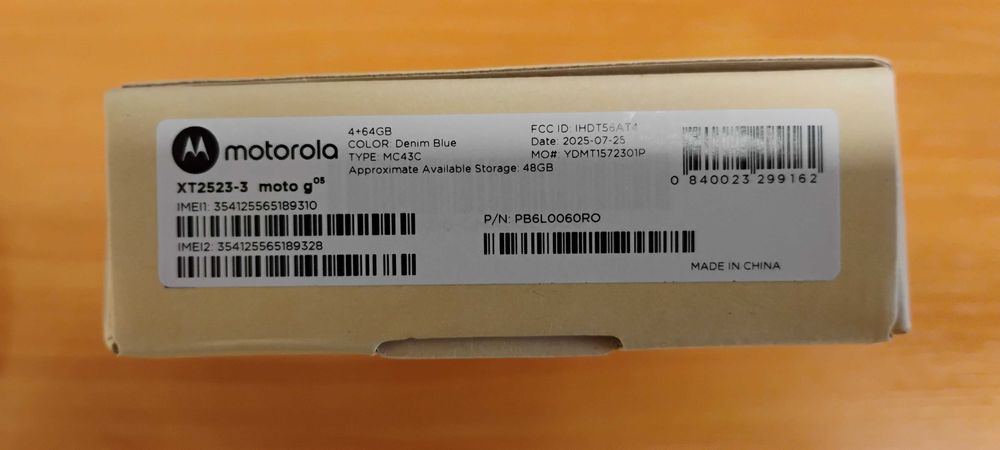 motorola
XT2523-3 moto g05
IMEI1: 354125565189310
IMEI2: 354125565189328
4+64GB
COLOR: Denim Blue
TYPE: MC43C
Approximate Available Storage: 48GB
FCC ID: IHDT56AT4
Date: 2025-07-25
MO#: YDMT1572301P
P/N: PB6L0060RO
0 840023 299162
MADE IN CHINA